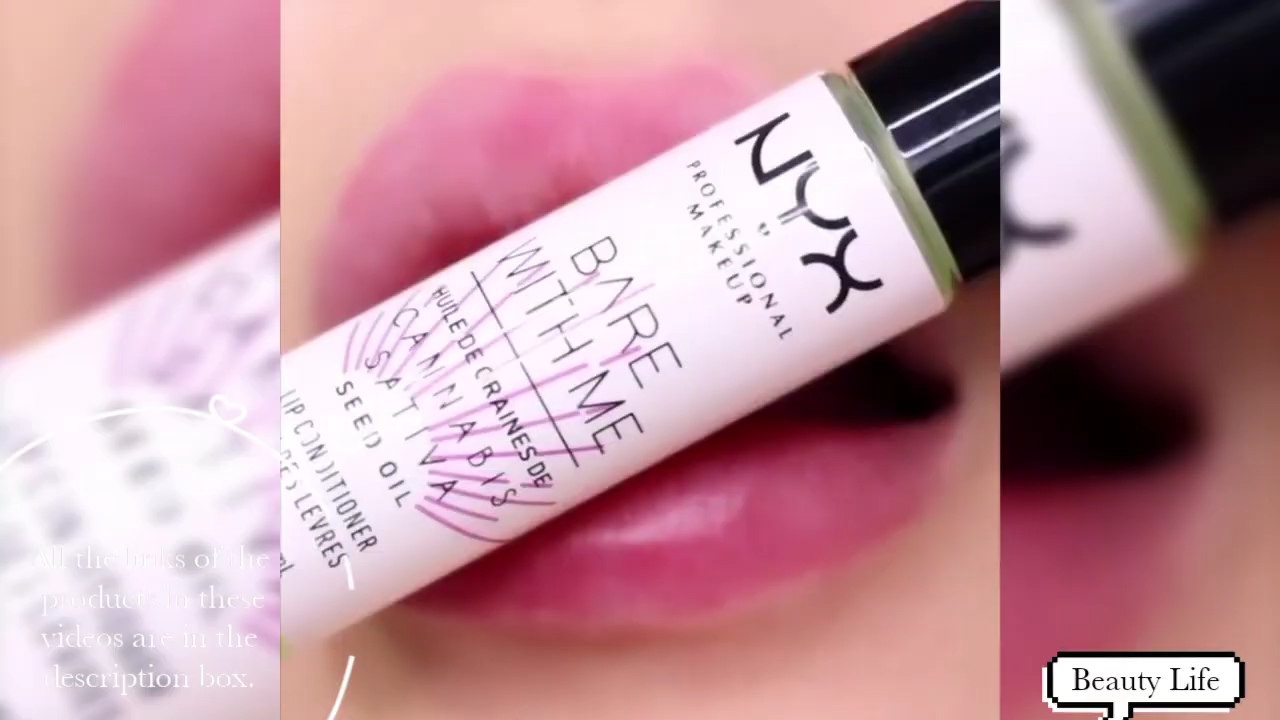 NYX
PROFESSIONAL
MAKEUP
BARE
WITH ME
HUILE DE GRAINES DE
CANNABIS
SATIVA
SEED OIL
LIP CONDITIONER
LEVRES
All the links of the
products in these
videos are in the
description box.
Beauty Life